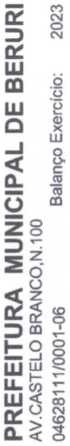 PREFEITURA MUNICIPAL DE BERURI
AV.CASTELO BRANCO,N.100
04628111/0001-06 Balanço Exercício: 2023